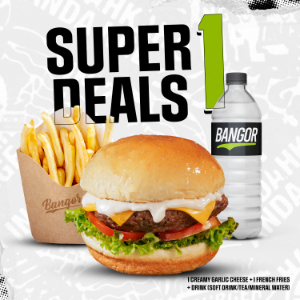 SUPER 1
DEALS
BANGOR
Bangor
1 CREAMY GARLIC CHEESE + 1 FRENCH FRIES
+ DRINK (SOFT DRINK/TEA/MINERAL WATER)